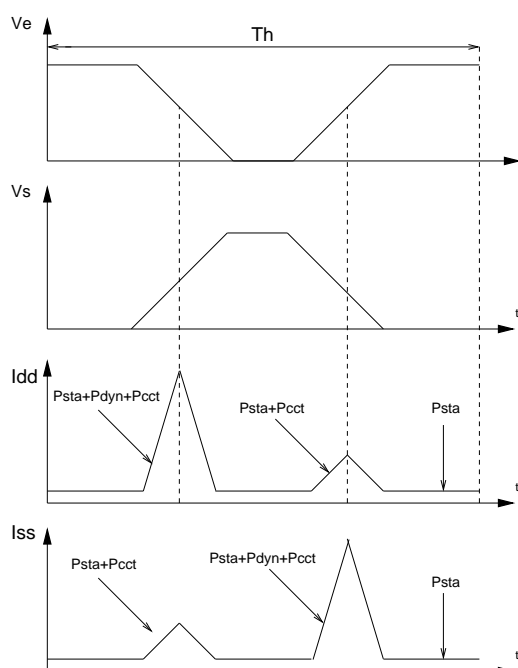 Ve
Th
Vs
t
Idd
Psta+Pdyn+Pcct
Psta+Pcct
Psta
t
Iss
Psta+Pcct
Psta+Pdyn+Pcct
Psta
t